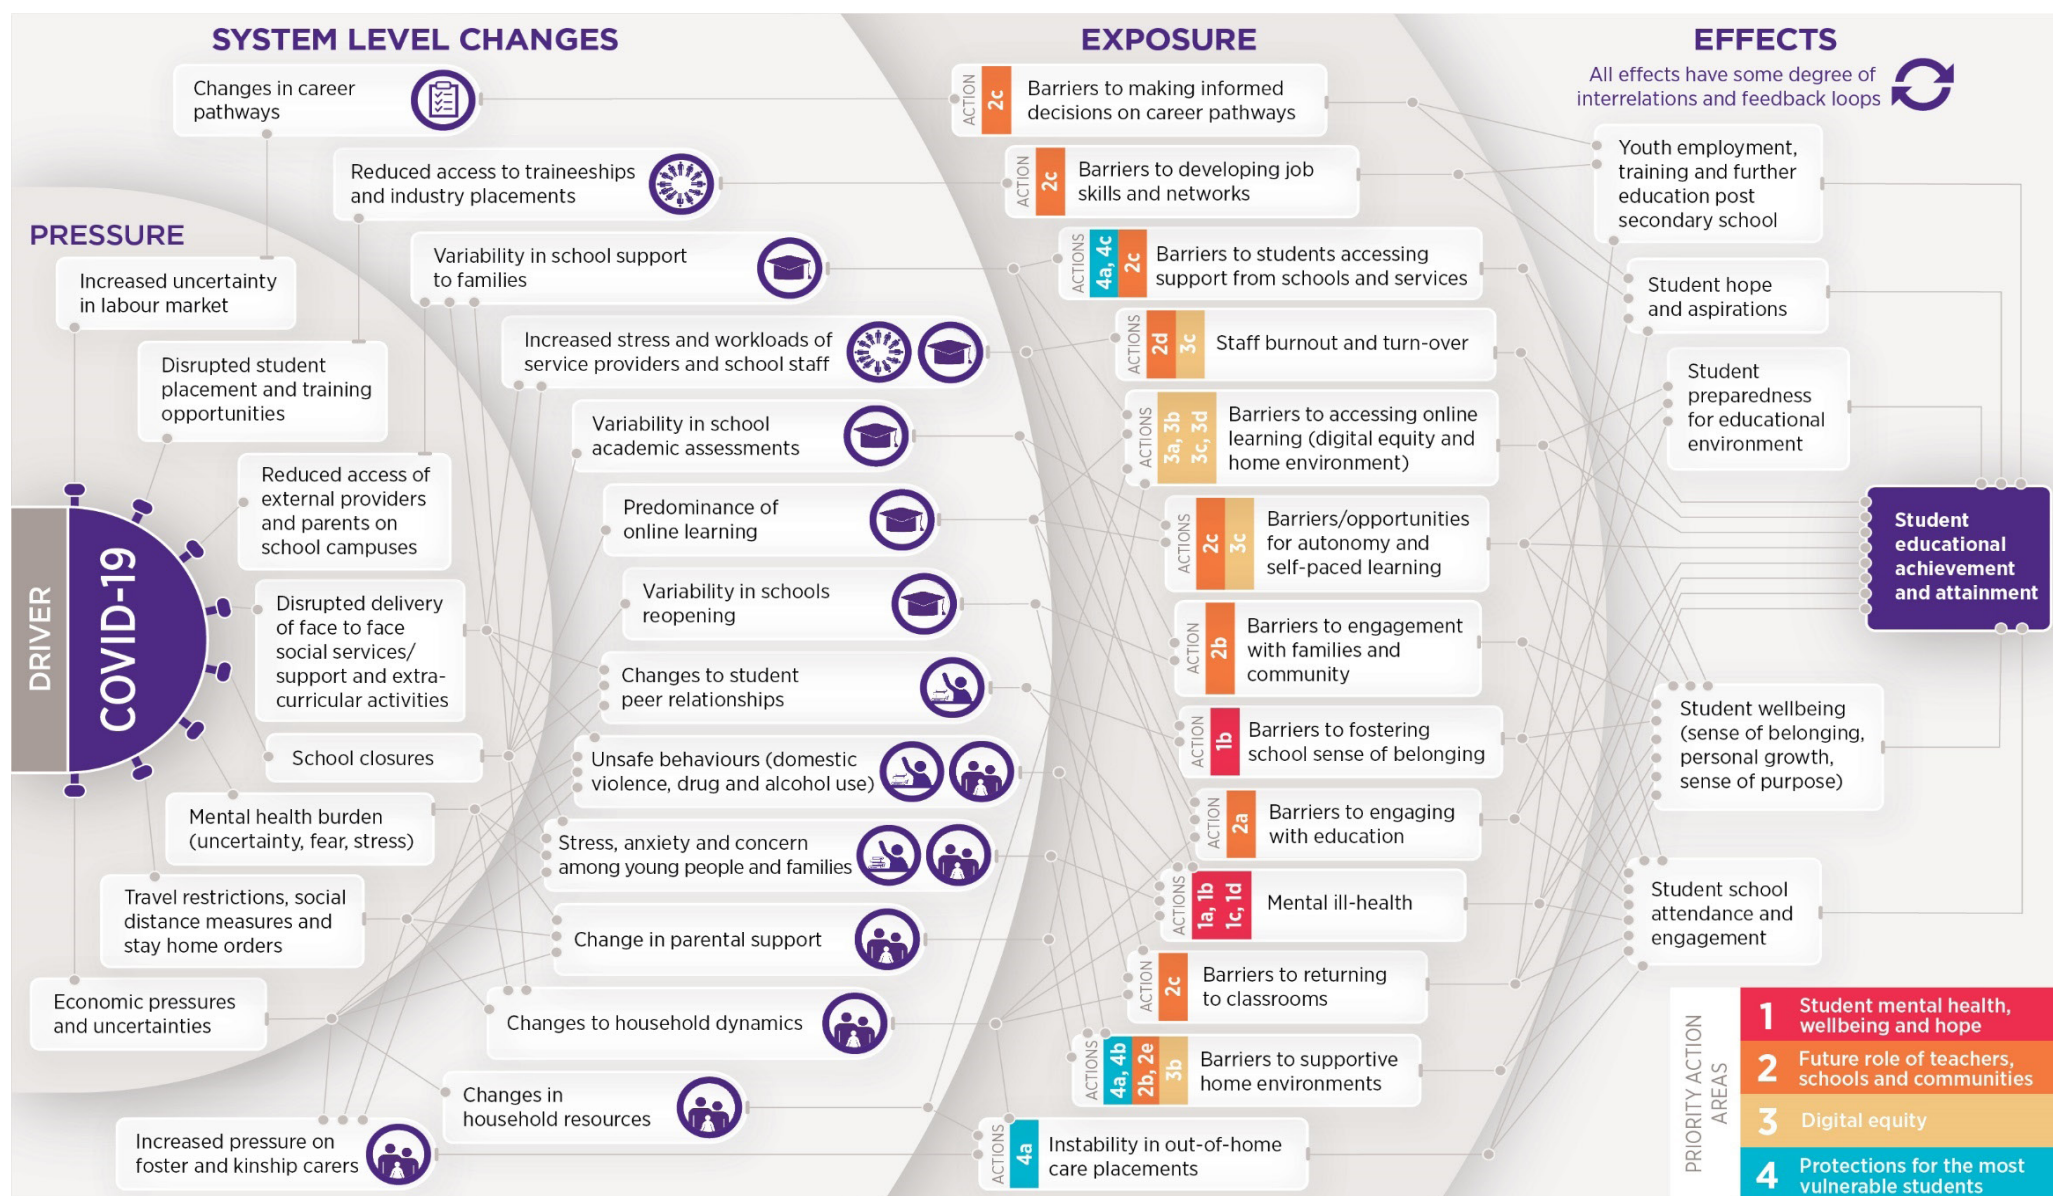 SYSTEM LEVEL CHANGES
EXPOSURE
EFFECTS
All effects have some degree of
interrelations and feedback loops
PRESSURE
DRIVER
COVID-19
Increased uncertainty
in labour market
Disrupted student
placement and training
opportunities
Reduced access of
external providers
and parents on
school campuses
Disrupted delivery
of face to face
social services/
support and extra-
curricular activities
School closures
Mental health burden
(uncertainty, fear, stress)
Travel restrictions, social
distance measures and
stay home orders
Economic pressures
and uncertainties
Changes in career
pathways
Reduced access to traineeships
and industry placements
Variability in school support
to families
Increased stress and workloads of
service providers and school staff
Variability in school
academic assessments
Predominance of
online learning
Variability in schools
reopening
Changes to student
peer relationships
Unsafe behaviours (domestic
violence, drug and alcohol use)
Stress, anxiety and concern
among young people and families
Change in parental support
Changes to household dynamics
Changes in
household resources
Increased pressure on
foster and kinship carers
ACTION
2c
Barriers to making informed
decisions on career pathways
ACTION
2c
Barriers to developing job
skills and networks
ACTIONS
4a, 4c
2c
Barriers to students accessing
support from schools and services
ACTIONS
2d
3c
Staff burnout and turn-over
ACTIONS
3a, 3b
3c, 3d
Barriers to accessing online
learning (digital equity and
home environment)
ACTIONS
2c
3c
Barriers/opportunities
for autonomy and
self-paced learning
ACTION
2b
Barriers to engagement
with families and
community
ACTION
1b
Barriers to fostering
school sense of belonging
ACTION
2a
Barriers to engaging
with education
ACTIONS
1a, 1b
1c, 1d
Mental ill-health
ACTION
2c
Barriers to returning
to classrooms
ACTIONS
4a, 4b
2b, 2e
3b
Barriers to supportive
home environments
ACTIONS
4a
Instability in out-of-home
care placements
Youth employment,
training and further
education post
secondary school
Student hope
and aspirations
Student
preparedness
for educational
environment
Student
educational
achievement
and attainment
Student wellbeing
(sense of belonging,
personal growth,
sense of purpose)
Student school
attendance and
engagement
PRIORITY ACTION
AREAS
1 Student mental health,
wellbeing and hope
2 Future role of teachers,
schools and communities
3 Digital equity
4 Protections for the most
vulnerable students